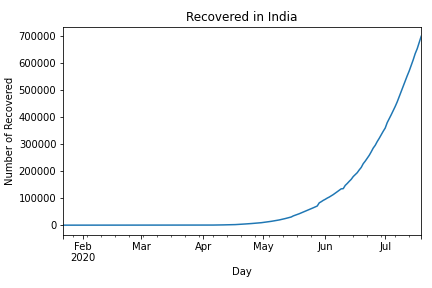 Recovered in India
Number of Recovered
700000
600000
500000
400000
300000
200000
100000
0
Feb Mar Apr May Jun Jul
2020
Day